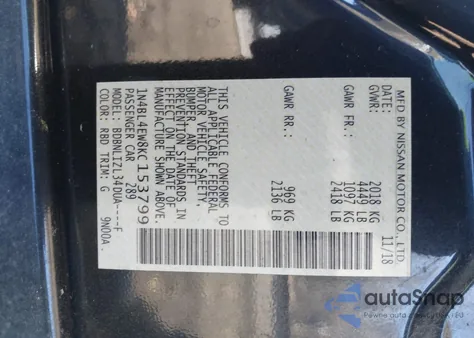 MFD BY NISSAN MOTOR CO., LTD.
DATE: 11/18
GVWR: 2018 KG
4449 LB
GAWR FR.: 1097 KG
2418 LB
GAWR RR.: 969 KG
2136 LB
THIS VEHICLE CONFORMS TO
ALL APPLICABLE FEDERAL
MOTOR VEHICLE SAFETY,
BUMPER, AND THEFT
PREVENTION STANDARDS IN
EFFECT ON THE DATE OF
MANUFACTURE SHOWN ABOVE.
1N4BL4EW8KC153799
PASSENGER CAR 289
MODEL: BDBNLIZL34DUA----F
COLOR: RBD TRIM: G 9N00A.
autoSnap